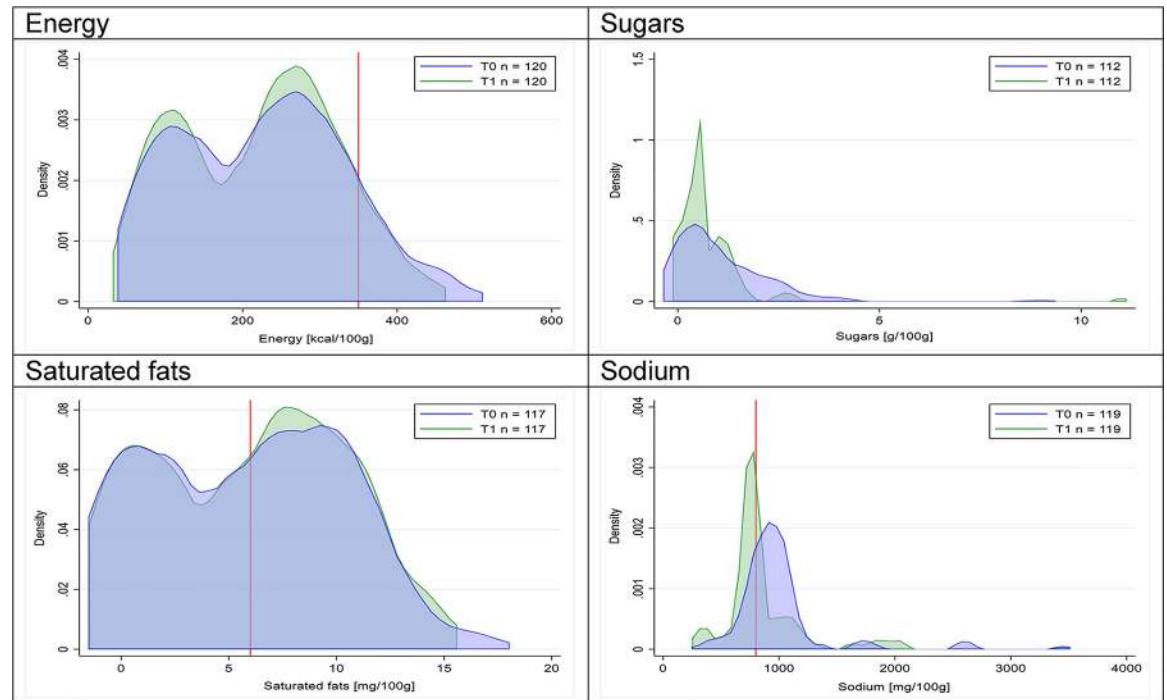 Energy
Sugars
T0 n = 120
T1 n = 120
T0 n = 112
T1 n = 112
.004
.003
.002
.001
0
Density
0
200
400
600
Energy [kcal/100g]
1.5
1
.5
0
Density
0
5
10
Sugars [g/100g]
Saturated fats
Sodium
T0 n = 117
T1 n = 117
T0 n = 119
T1 n = 119
.08
.06
.04
.02
0
Density
0
5
10
15
20
Saturated fats [mg/100g]
.004
.003
.002
.001
0
Density
0
1000
2000
3000
4000
Sodium [mg/100g]